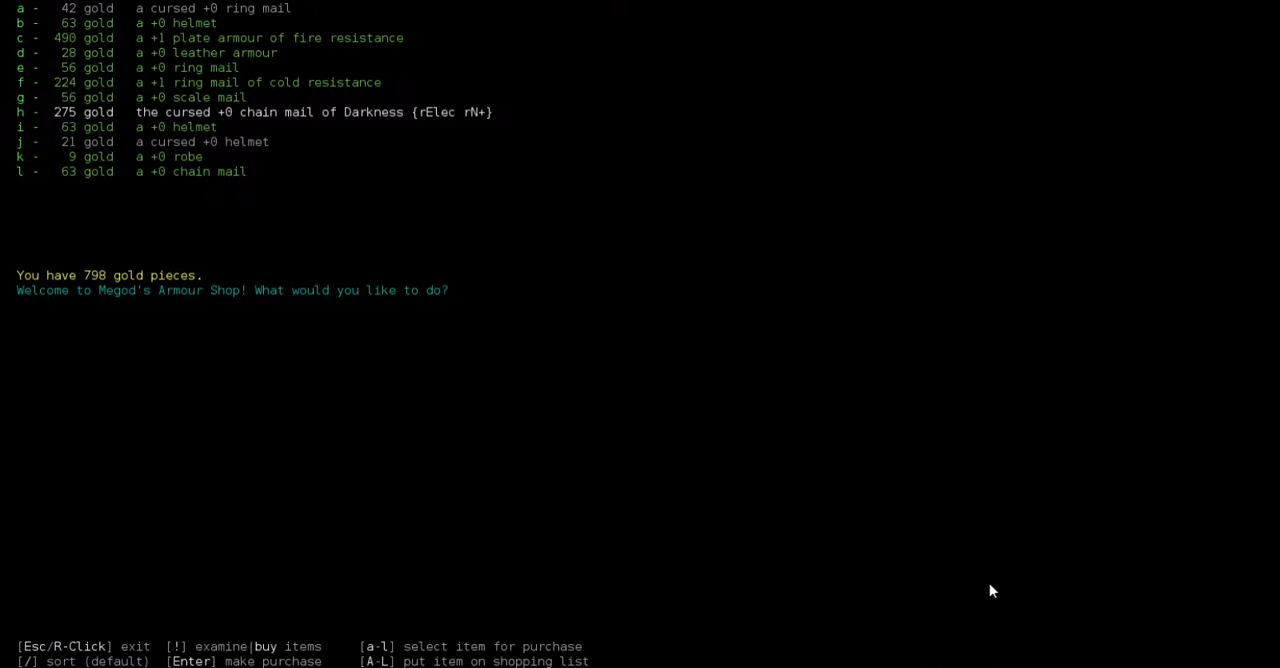 a -   42 gold   a cursed +0 ring mail
b -   63 gold   a +0 helmet
c -  490 gold   a +1 plate armour of fire resistance
d -   28 gold   a +0 leather armour
e -   56 gold   a +0 ring mail
f -  224 gold   a +1 ring mail of cold resistance
g -   56 gold   a +0 scale mail
h -  275 gold   the cursed +0 chain mail of Darkness {rElec rN+}
i -   63 gold   a +0 helmet
j -   21 gold   a cursed +0 helmet
k -    9 gold   a +0 robe
l -   63 gold   a +0 chain mail
You have 798 gold pieces.
Welcome to Megod's Armour Shop! What would you like to do?
[Esc/R-Click] exit  [!] examine|buy items     [a-l] select item for purchase
[/] sort (default)  [Enter] make purchase     [A-L] put item on shopping list